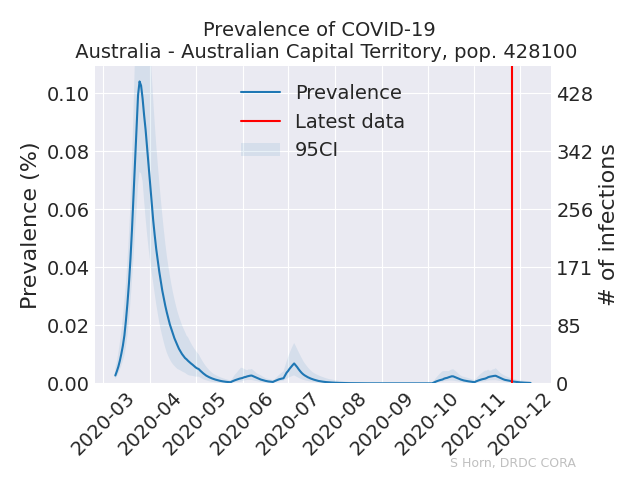 Prevalence of COVID-19
Australia - Australian Capital Territory, pop. 428100
Prevalence
Latest data
95CI
Prevalence (%)
0.10
0.08
0.06
0.04
0.02
0.00
428
342
256
171
85
0
# of infections
2020-03
2020-04
2020-05
2020-06
2020-07
2020-08
2020-09
2020-10
2020-11
2020-12
S Horn, DRDC CORA